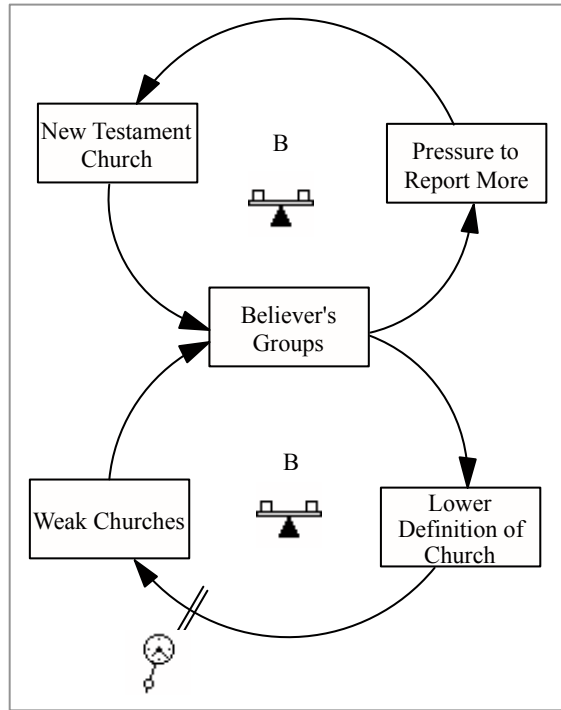 New Testament
Church
B
Pressure to
Report More
Believer's
Groups
B
Weak Churches
Lower
Definition of
Church